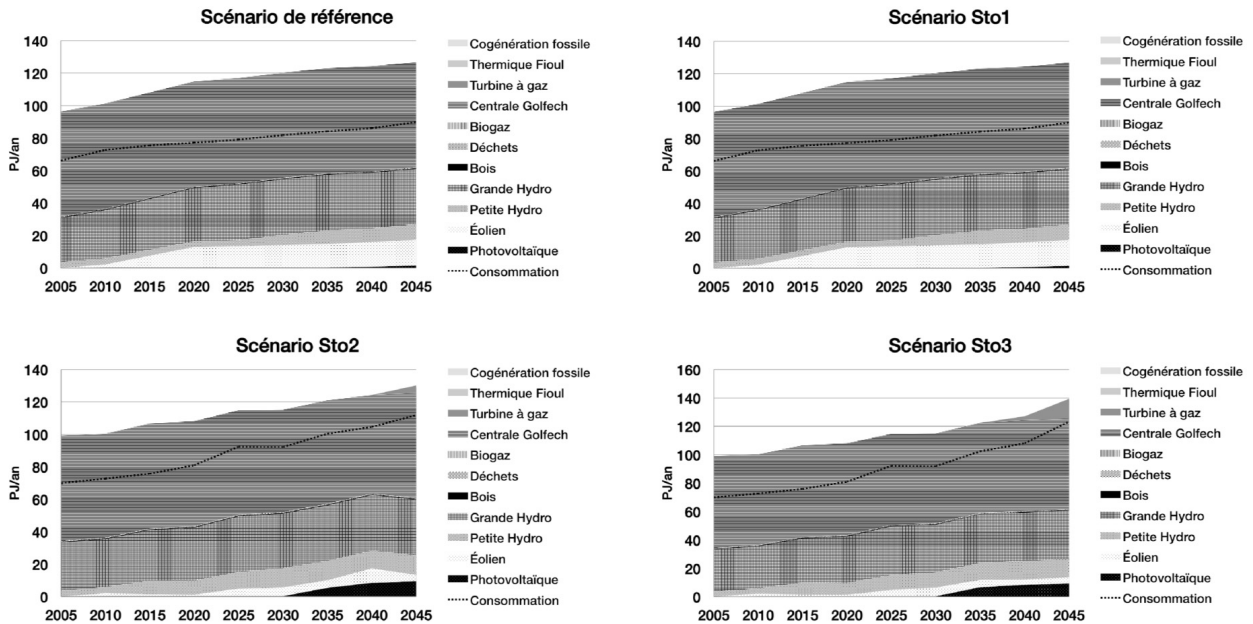 Scénario de référence
140
120
100
80
60
40
20
0
PJ/an
2005 2010 2015 2020 2025 2030 2035 2040 2045
Cogénération fossile
Thermique Fioul
Turbine à gaz
Centrale Golfech
Biogaz
Déchets
Bois
Grande Hydro
Petite Hydro
Éolien
Photovoltaïque
Consommation
Scénario Sto1
140
120
100
80
60
40
20
0
PJ/an
2005 2010 2015 2020 2025 2030 2035 2040 2045
Cogénération fossile
Thermique Fioul
Turbine à gaz
Centrale Golfech
Biogaz
Déchets
Bois
Grande Hydro
Petite Hydro
Éolien
Photovoltaïque
Consommation
Scénario Sto2
140
120
100
80
60
40
20
0
PJ/an
2005 2010 2015 2020 2025 2030 2035 2040 2045
Cogénération fossile
Thermique Fioul
Turbine à gaz
Centrale Golfech
Biogaz
Déchets
Bois
Grande Hydro
Petite Hydro
Éolien
Photovoltaïque
Consommation
Scénario Sto3
160
140
120
100
80
60
40
20
0
PJ/an
2005 2010 2015 2020 2025 2030 2035 2040 2045
Cogénération fossile
Thermique Fioul
Turbine à gaz
Centrale Golfech
Biogaz
Déchets
Bois
Grande Hydro
Petite Hydro
Éolien
Photovoltaïque
Consommation